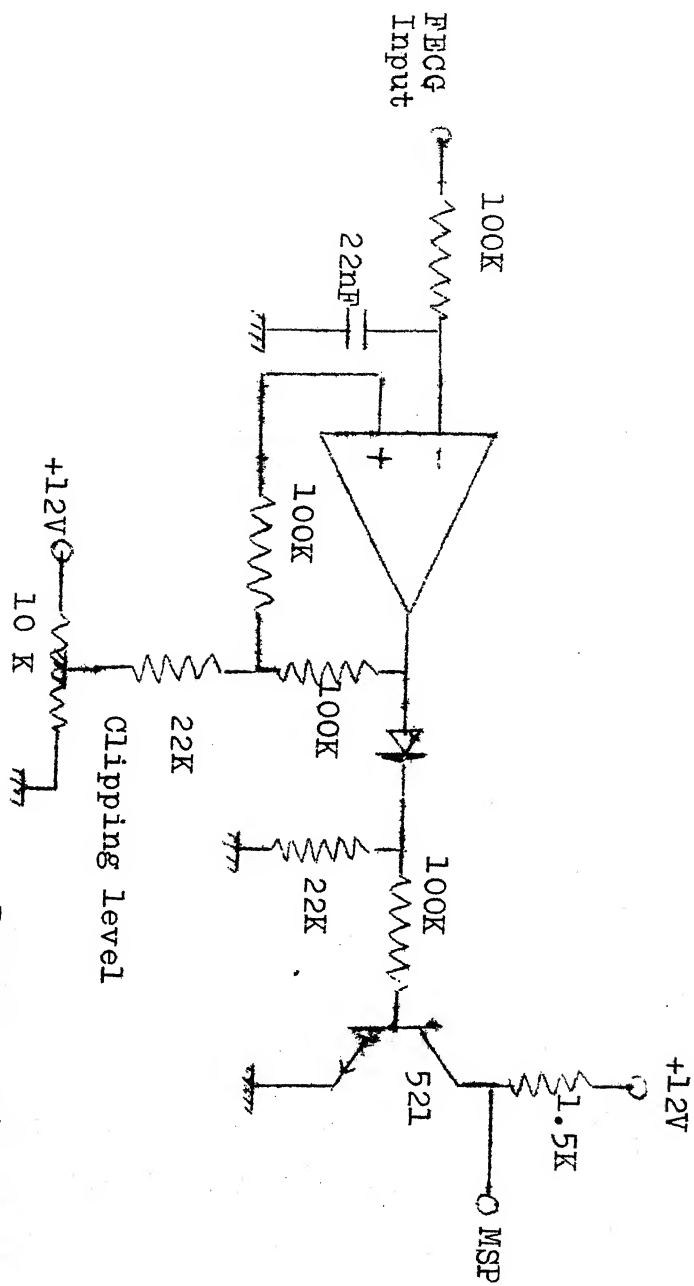 FECG
Input
100K
22nF
-
+
100K
100K
+12V
10 K
22K
Clipping level
22K
100K
521
+12V
1.5K
MSP